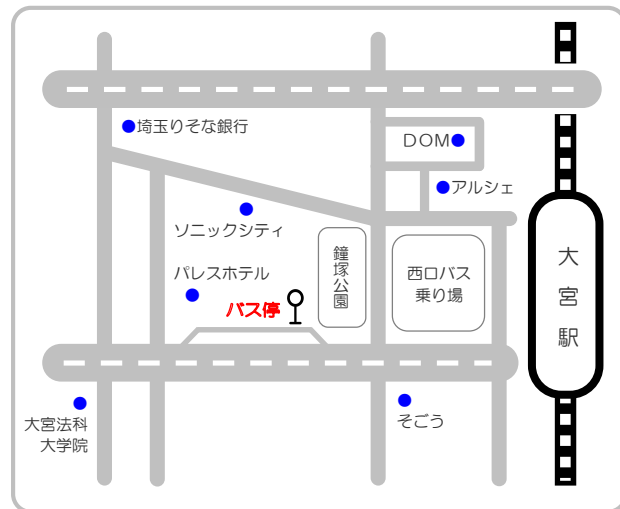 埼玉りそな銀行
DOM
アルシェ
ソニックシティ
パレスホテル
バス停
鐘塚公園
西口バス
乗り場
大宮駅
大宮法科
大学院
そごう